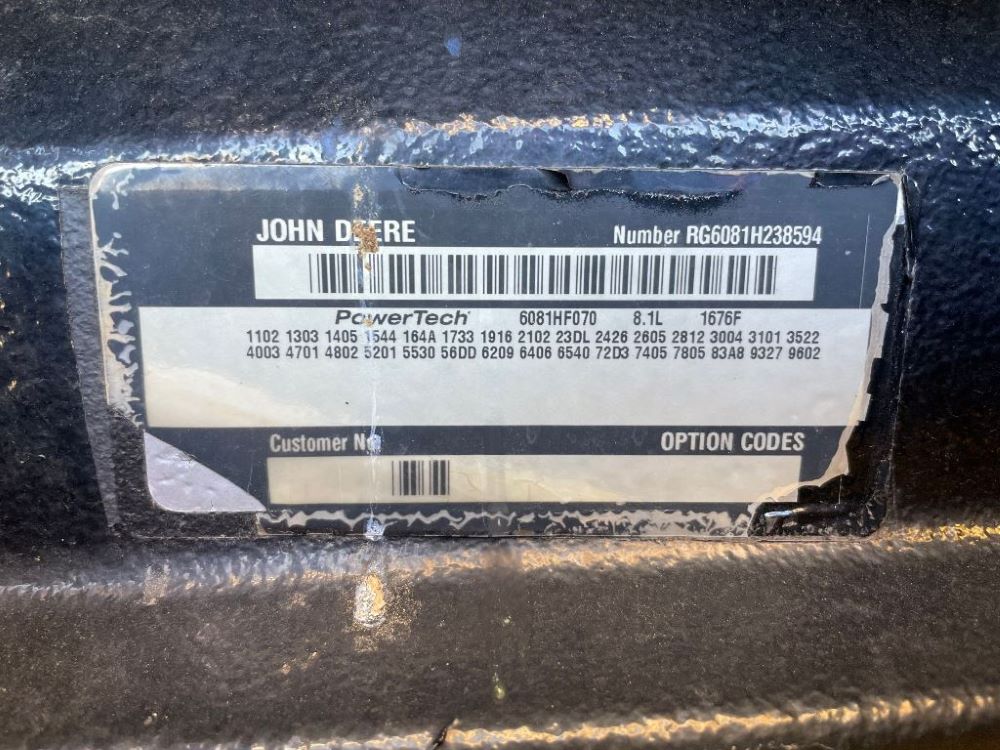 JOHN DEERE
Number RG6081H238594
PowerTech 6081HF070 8.1L 1676F
1102 1303 1405 1544 164A 1733 1916 2102 23DL 2426 2605 2812 3004 3101 3522
4003 4701 4802 5201 5530 56DD 6209 6406 6540 72D3 7405 7805 83A8 9327 9602
Customer No
OPTION CODES